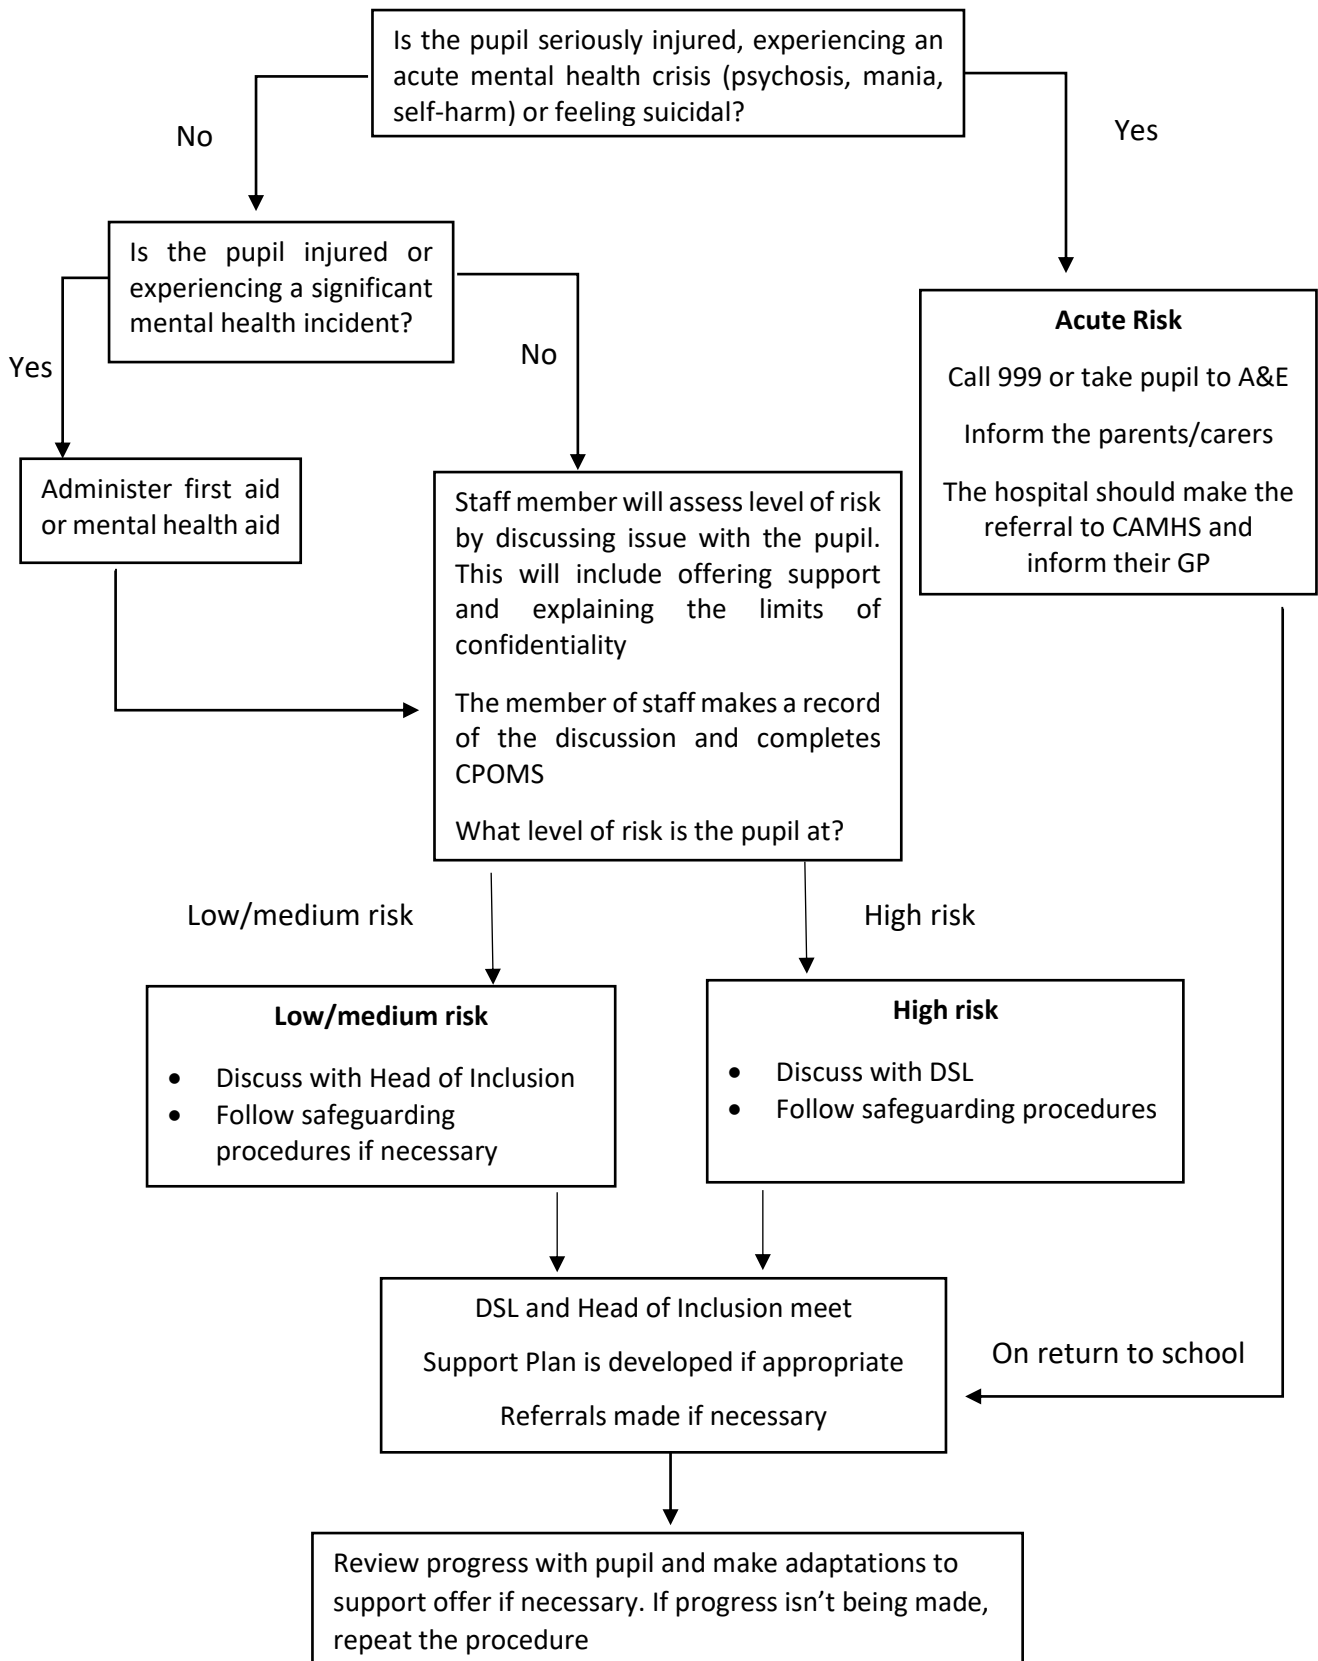 Is the pupil seriously injured, experiencing an
acute mental health crisis (psychosis, mania,
self-harm) or feeling suicidal?
No
Yes
Is the pupil injured or
experiencing a significant
mental health incident?
Yes
No
Acute Risk
Call 999 or take pupil to A&E
Inform the parents/carers
The hospital should make the
referral to CAMHS and
inform their GP
Administer first aid
or mental health aid
Staff member will assess level of risk
by discussing issue with the pupil.
This will include offering support
and explaining the limits of
confidentiality
The member of staff makes a record
of the discussion and completes
CPOMS
What level of risk is the pupil at?
Low/medium risk
High risk
Low/medium risk
• Discuss with Head of Inclusion
• Follow safeguarding
procedures if necessary
High risk
• Discuss with DSL
• Follow safeguarding procedures
DSL and Head of Inclusion meet
Support Plan is developed if appropriate
Referrals made if necessary
On return to school
Review progress with pupil and make adaptations to
support offer if necessary. If progress isn’t being made,
repeat the procedure